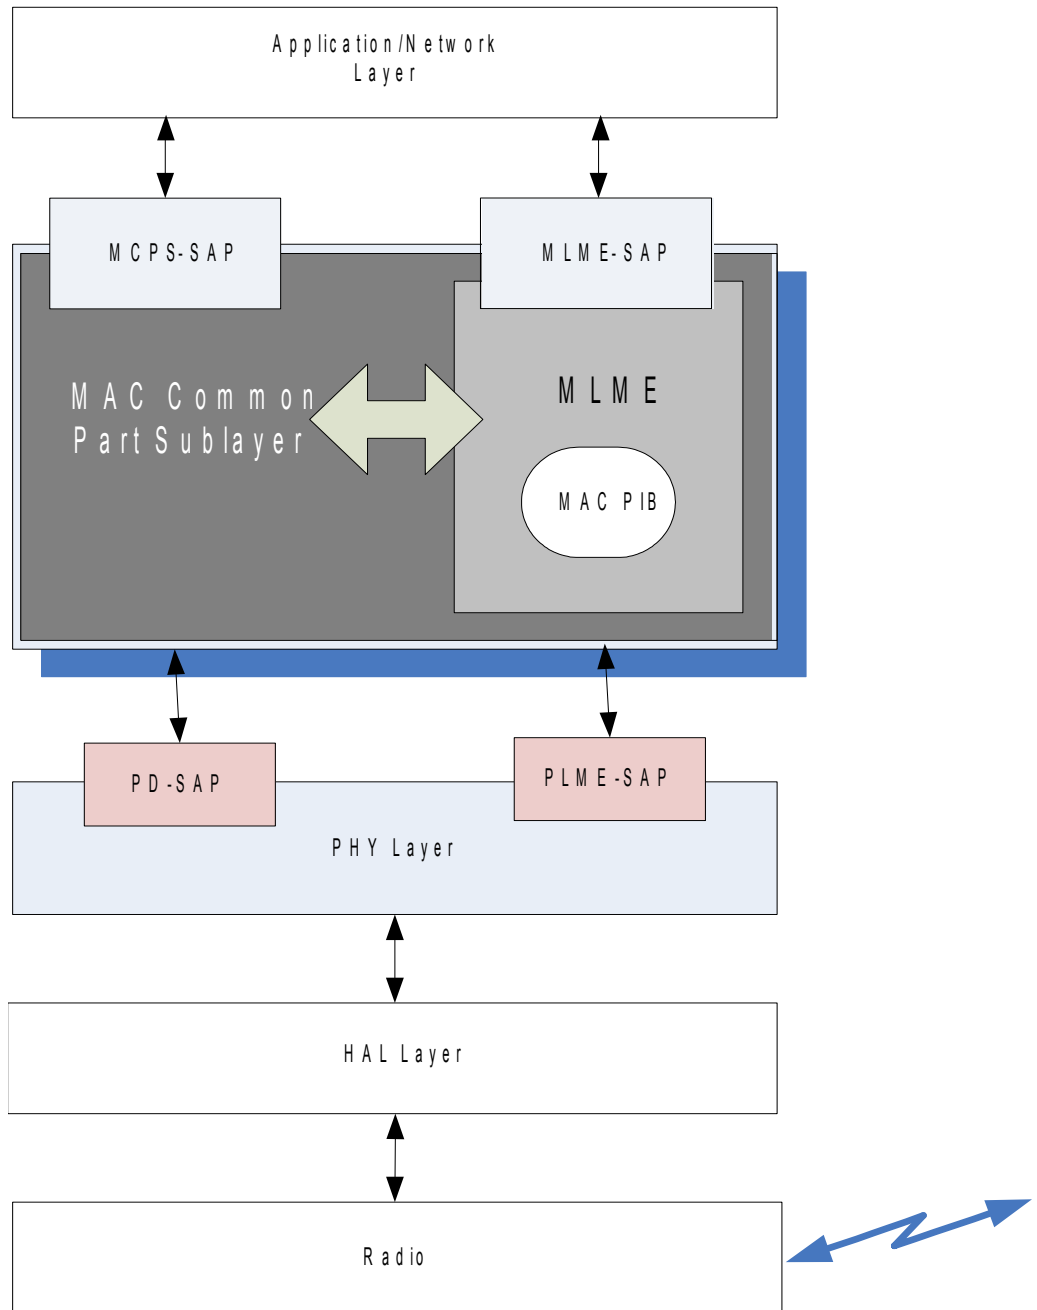 Application/Network
Layer
MCPS-SAP
MLME-SAP
MAC Common
Part Sublayer
MLME
MAC PIB
PD-SAP
PLME-SAP
PHY Layer
HAL Layer
Radio